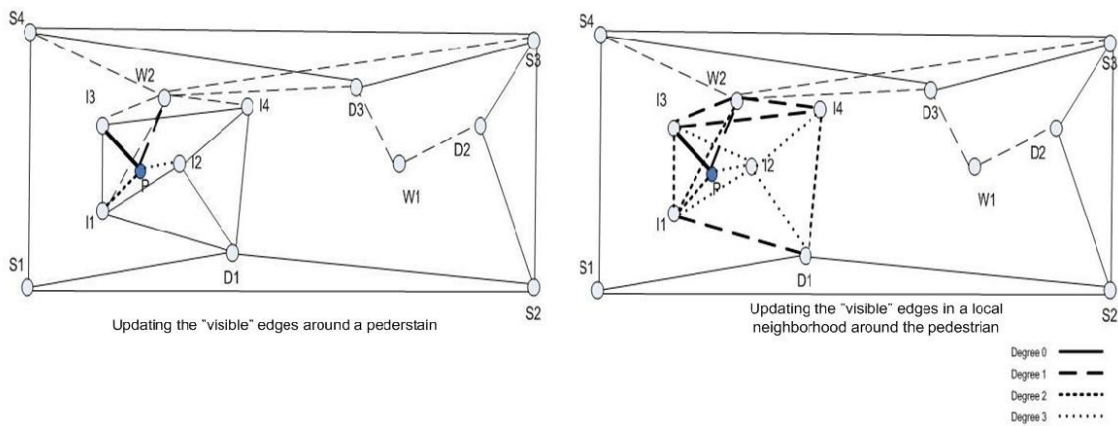 S4
W2
S3
I3
I4
D3
I2
D2
P
W1
I1
S1
D1
S2
Updating the "visible" edges around a pederstain
S4
W2
S3
I3
I4
D3
I2
D2
P
W1
I1
S1
D1
S2
Updating the "visible" edges in a local
neighborhood around the pedestrian
Degree 0
Degree 1
Degree 2
Degree 3